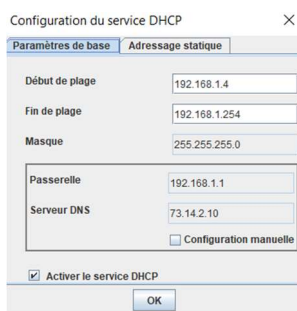 Configuration du service DHCP
Paramètres de base
Adressage statique
Début de plage
192.168.1.4
Fin de plage
192.168.1.254
Masque
255.255.255.0
Passerelle
192.168.1.1
Serveur DNS
73.14.2.10
Configuration manuelle
Activer le service DHCP
OK